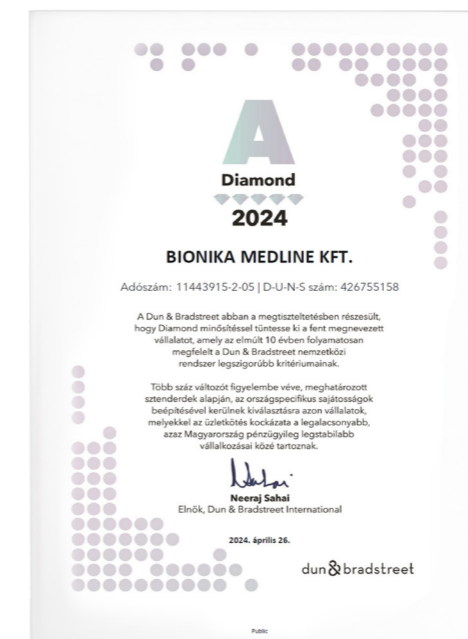 A
Diamond
2024
BIONIKA MEDLINE KFT.
Adószám: 11443915-2-05 | D-U-N-S szám: 426755158
A Dun & Bradstreet abban a megtiszteltetésben részesült,
hogy Diamond minősítéssel tüntesse ki a fent megnevezett
vállalatot, amely az elmúlt 10 évben folyamatosan
megfelelt a Dun & Bradstreet nemzetközi
rendszer legszigorúbb kritériumainak.
Több száz változót figyelembe véve, meghatározott
sztenderdek alapján, az országspecifikus sajátosságok
beépítésével kerülnek kiválasztásra azon vállalatok,
melyekkel az üzletkötés kockázata a legalacsonyabb,
azaz Magyarország pénzügyileg legstabilabb
vállalkozásai közé tartoznak.
Neeraj Sahai
Elnök, Dun & Bradstreet International
2024. április 26.
dun & bradstreet
Public